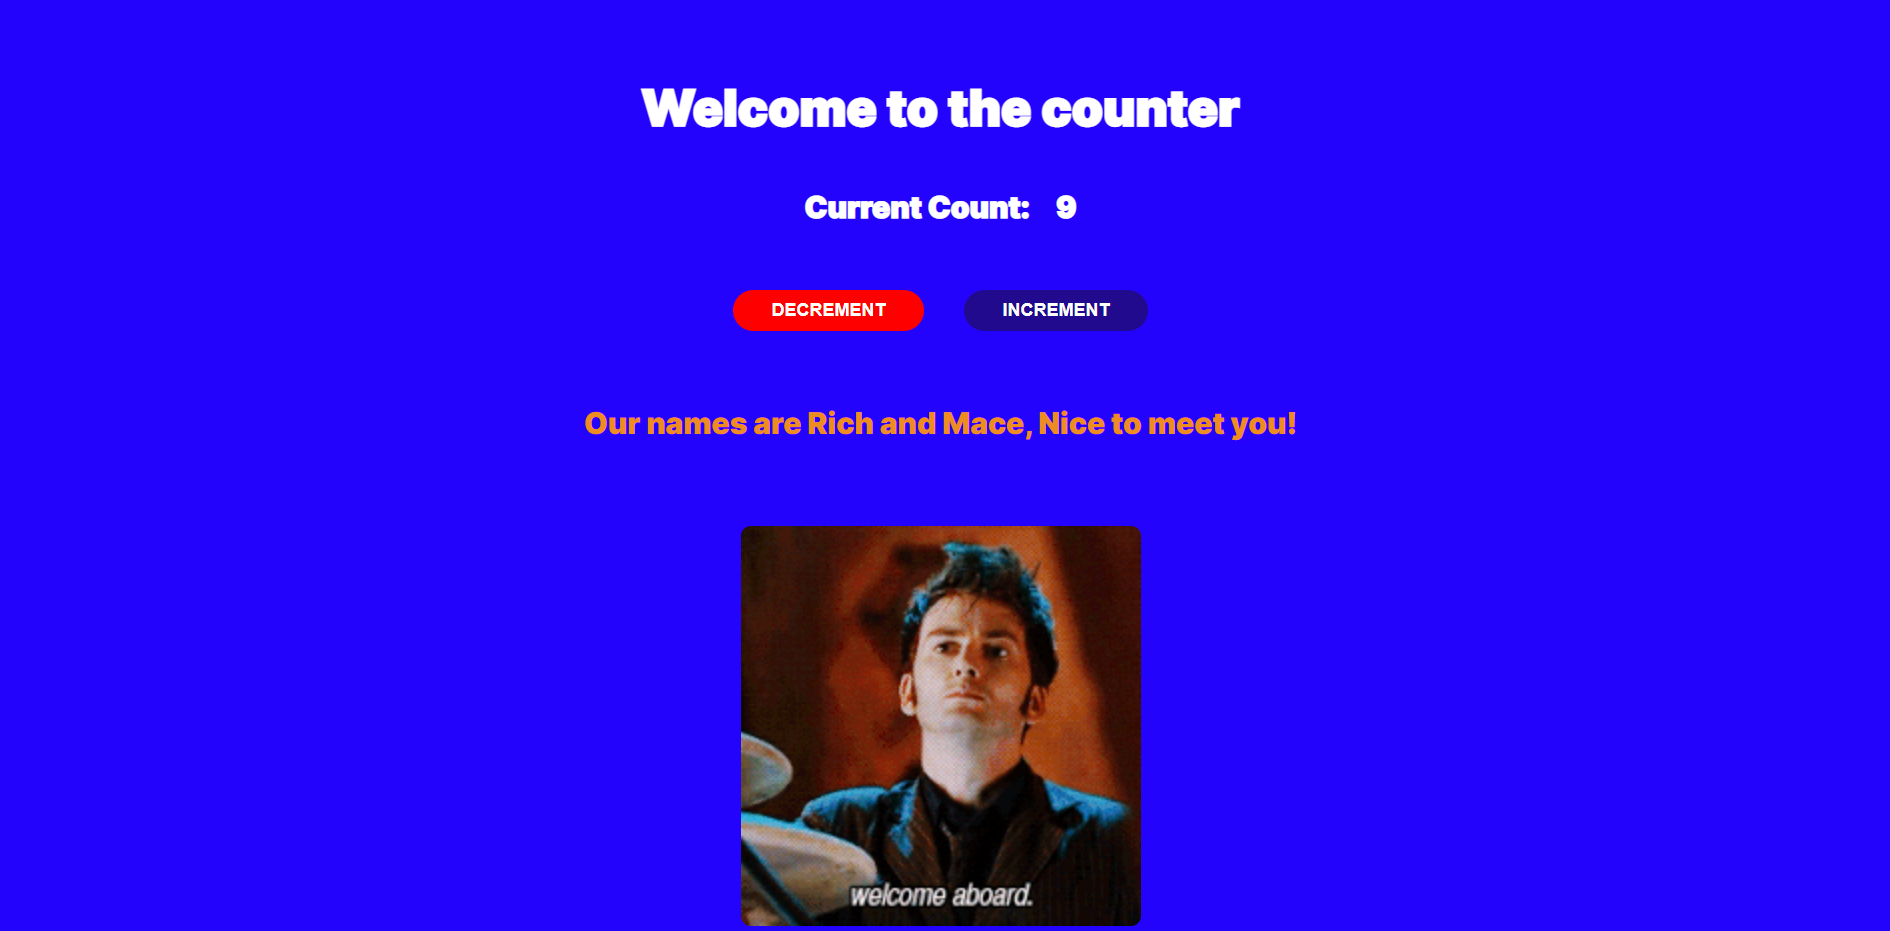 Welcome to the counter
Current Count: 9
DECREMENT INCREMENT
Our names are Rich and Mace, Nice to meet you!
welcome aboard.